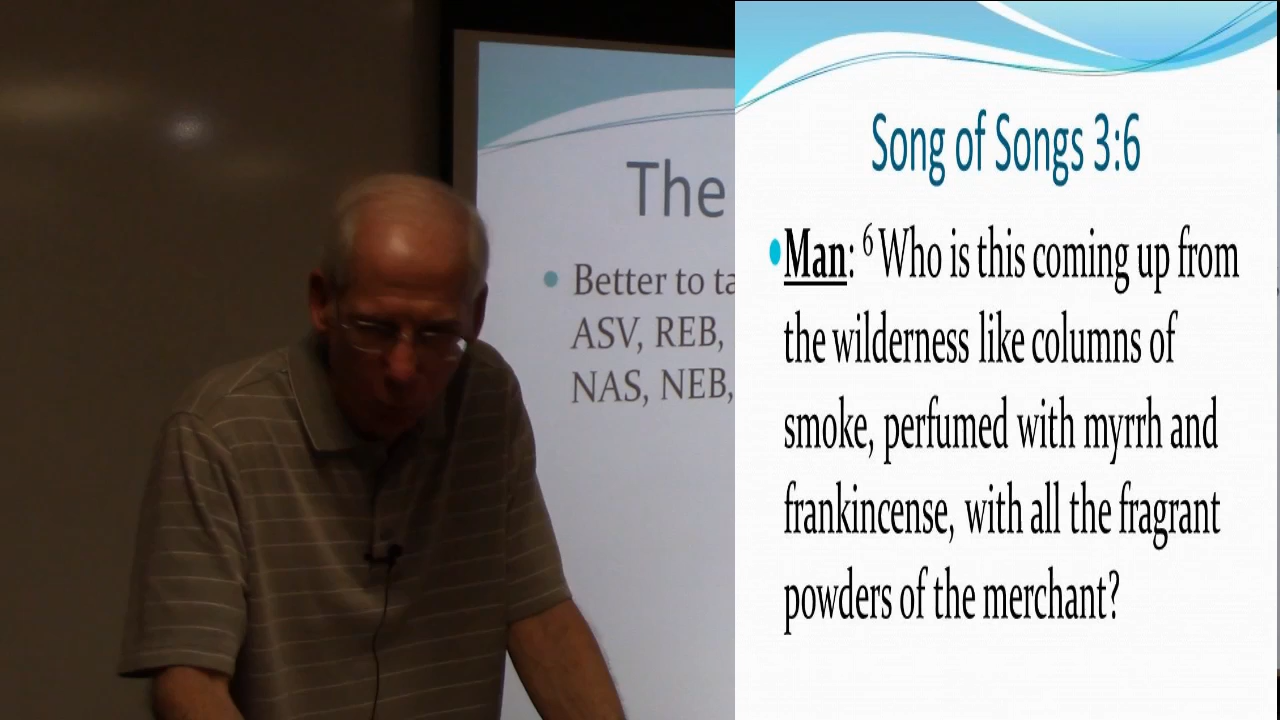 The
• Better to ta
ASV, REB,
NAS, NEB,
Song of Songs 3:6
•Man: ⁶ Who is this coming up from
the wilderness like columns of
smoke, perfumed with myrrh and
frankincense, with all the fragrant
powders of the merchant?